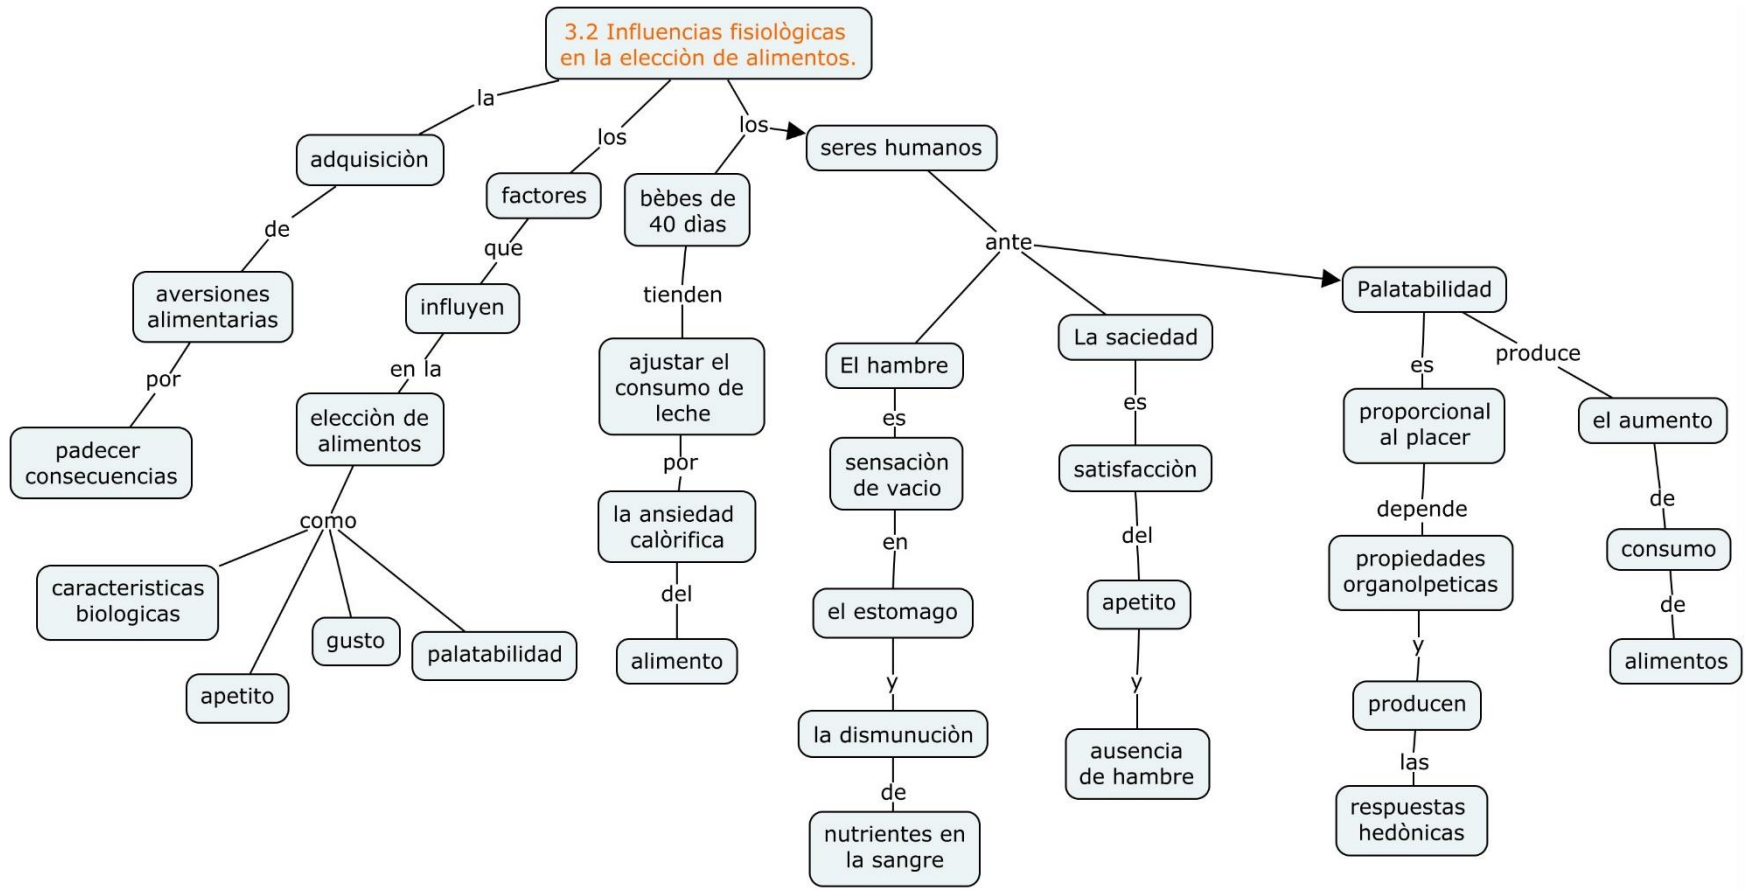 3.2 Influencias fisiològicas
en la elecciòn de alimentos.
la
adquisiciòn
de
aversiones
alimentarias
por
padecer
consecuencias
los
factores
que
influyen
en la
elecciòn de
alimentos
como
caracteristicas
biologicas
apetito
gusto
palatabilidad
los
bèbes de
40 dìas
tienden
ajustar el
consumo de
leche
por
la ansiedad
calòrifica
del
alimento
seres humanos
ante
El hambre
es
sensaciòn
de vacio
en
el estomago
y
la dismunuciòn
de
nutrientes en
la sangre
La saciedad
es
satisfacciòn
del
apetito
y
ausencia
de hambre
Palatabilidad
es
proporcional
al placer
depende
propiedades
organolpeticas
y
producen
las
respuestas
hedònicas
produce
el aumento
de
consumo
de
alimentos